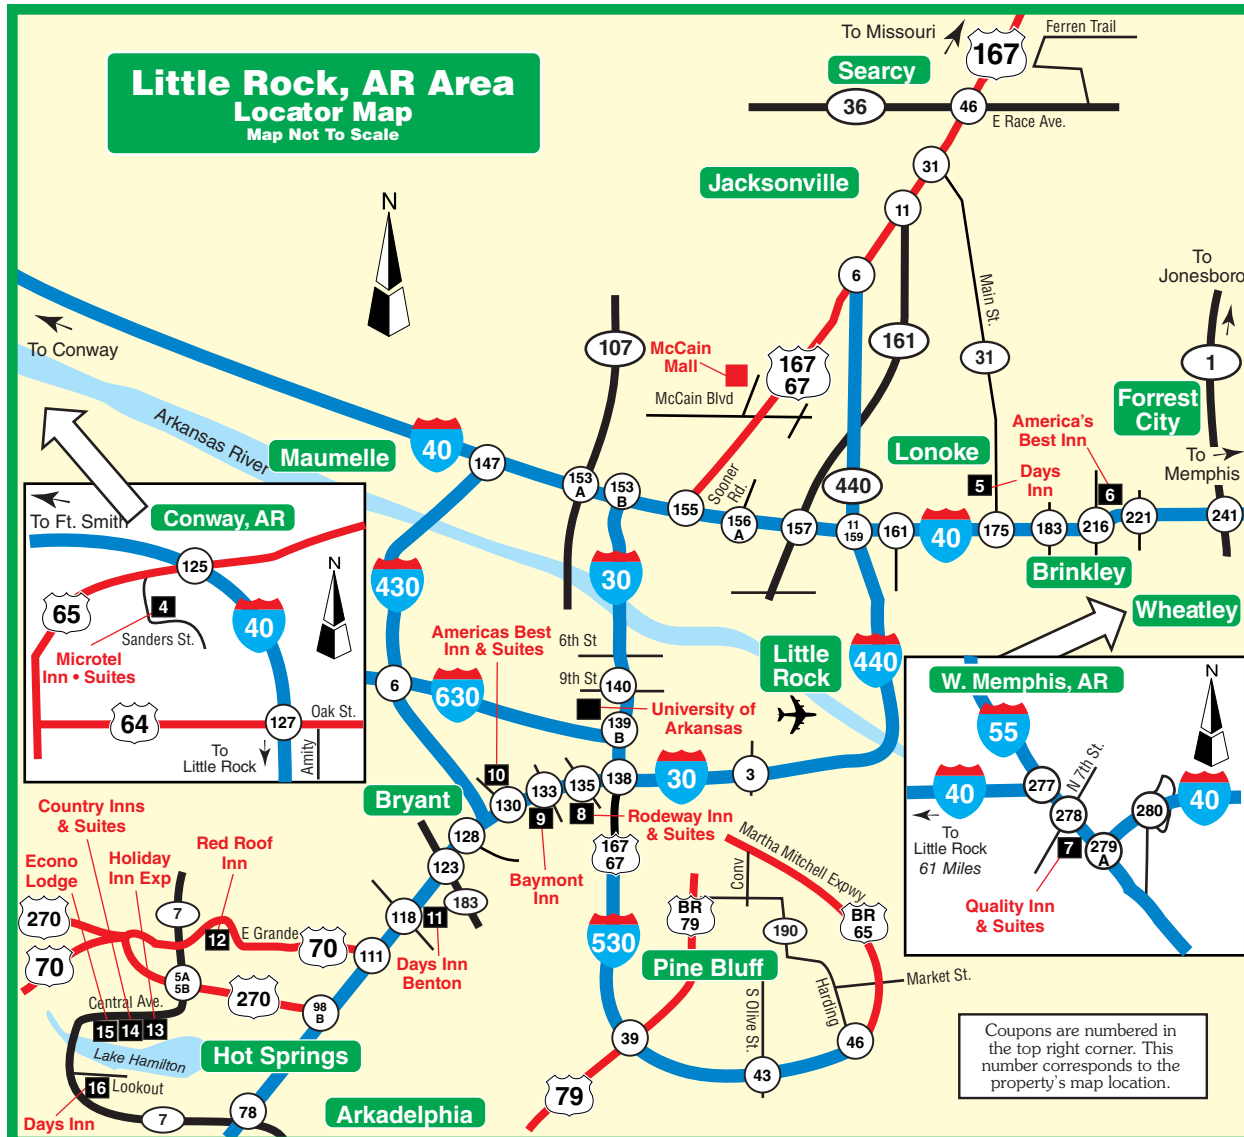 Little Rock, AR Area
Locator Map
Map Not To Scale
To Missouri
167
Ferren Trail
Searcy
36
46
E Race Ave.
31
Jacksonville
11
N
6
To
Jonesboro
Main St.
To Conway
107
McCain
Mall
167
67
161
31
1
McCain Blvd
Forrest
City
America's
Best Inn
Arkansas River
Maumelle
40
147
Lonoke
To
Memphis
Days
Inn
5
6
153
A
153
B
Sooner
Rd.
440
155
156
A
157
11
159
161
40
175
183
216
221
241
To Ft. Smith
Conway, AR
125
N
65
4
Sanders St.
40
Microtel
Inn • Suites
64
127
Oak St.
To
Little Rock
Amity
430
30
Brinkley
Wheatley
Americas Best
Inn & Suites
6th St
9th St
Little
Rock
440
6
630
140
University of
Arkansas
139
B
W. Memphis, AR
N
55
N 7th St.
40
277
278
280
40
To
Little Rock
61 Miles
7
279
A
Quality Inn
& Suites
10
138
30
3
Bryant
130
133
135
9
8
Rodeway Inn
& Suites
Country Inns
& Suites
128
167
67
Martha Mitchell Expwy
Econo
Lodge
Holiday
Inn Exp
Red Roof
Inn
123
Baymont
Inn
Conv
270
7
183
BR
79
BR
65
12
E Grande
118
11
190
70
70
111
530
Days Inn
Benton
Pine Bluff
Market St.
5A
5B
270
98
B
Central Ave.
S Olive St.
Harding
15
14
13
Lake Hamilton
Hot Springs
39
46
Coupons are numbered in
the top right corner. This
number corresponds to the
property's map location.
16
Lookout
43
79
Days Inn
7
78
Arkadelphia